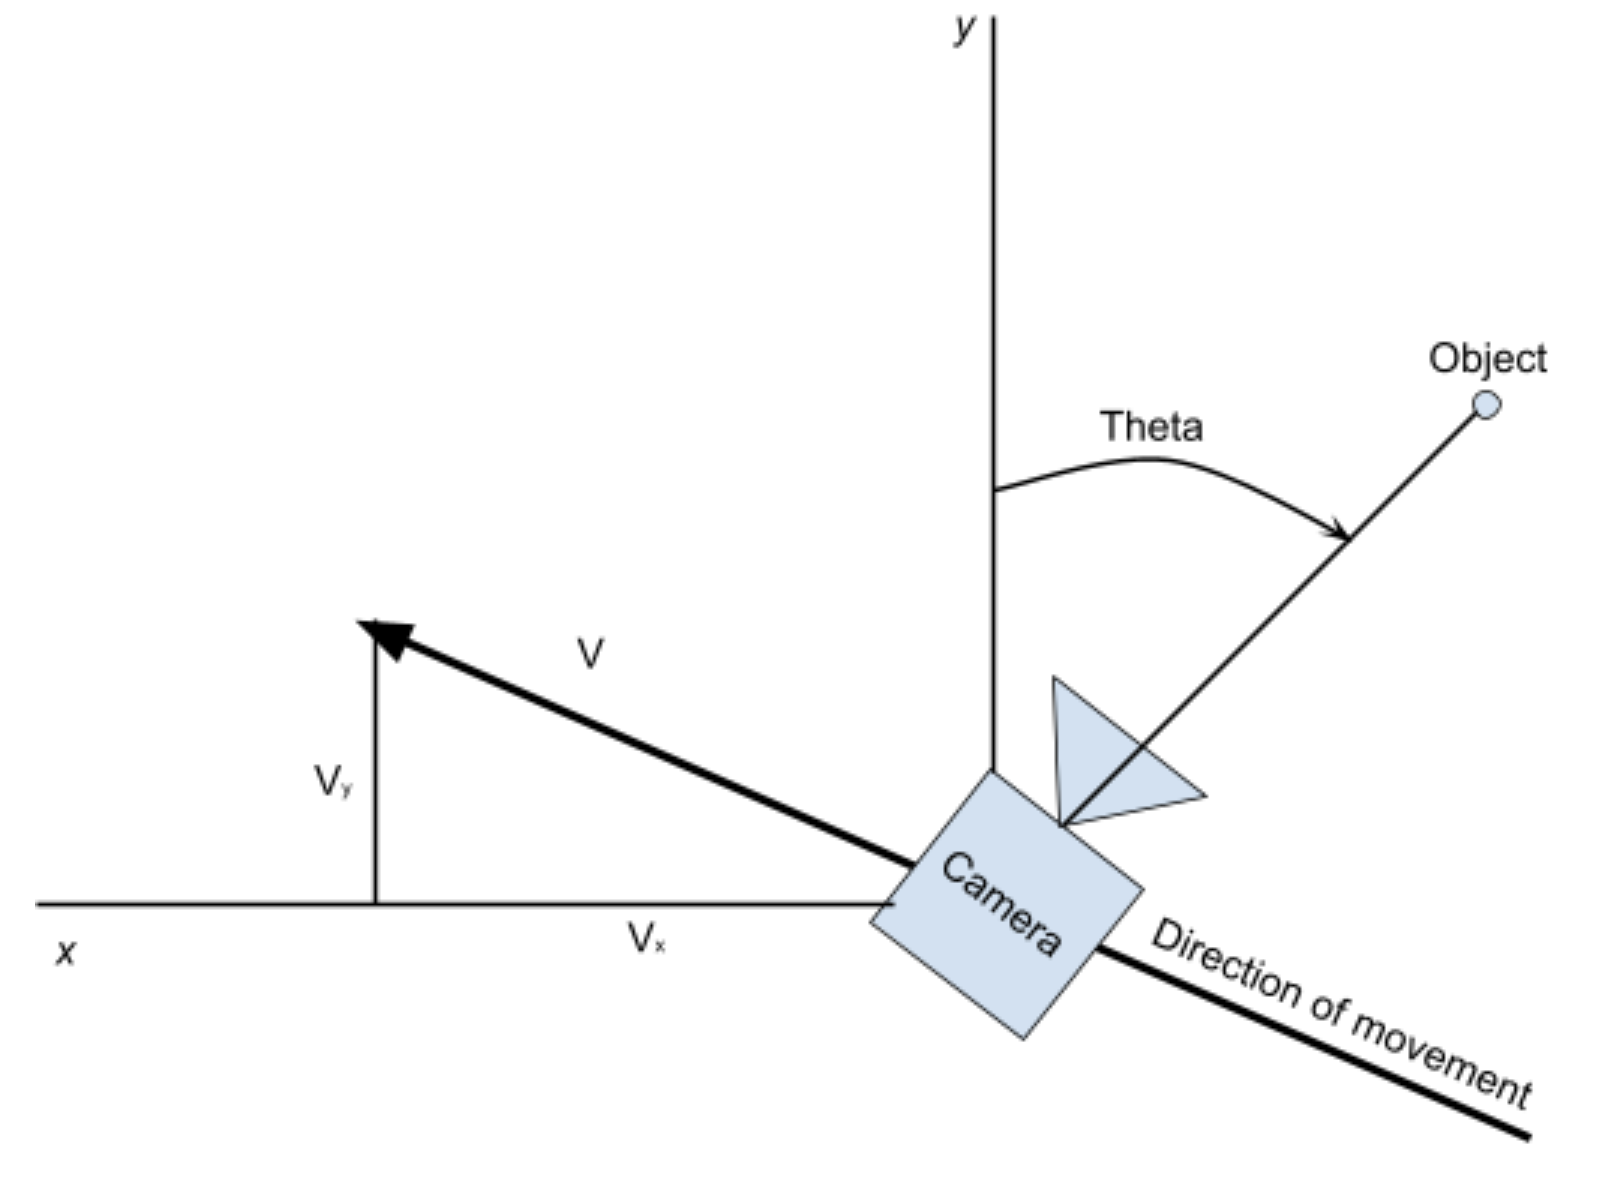 y
Object
Theta
V
Vy
Camera
Vx
x
Direction of movement